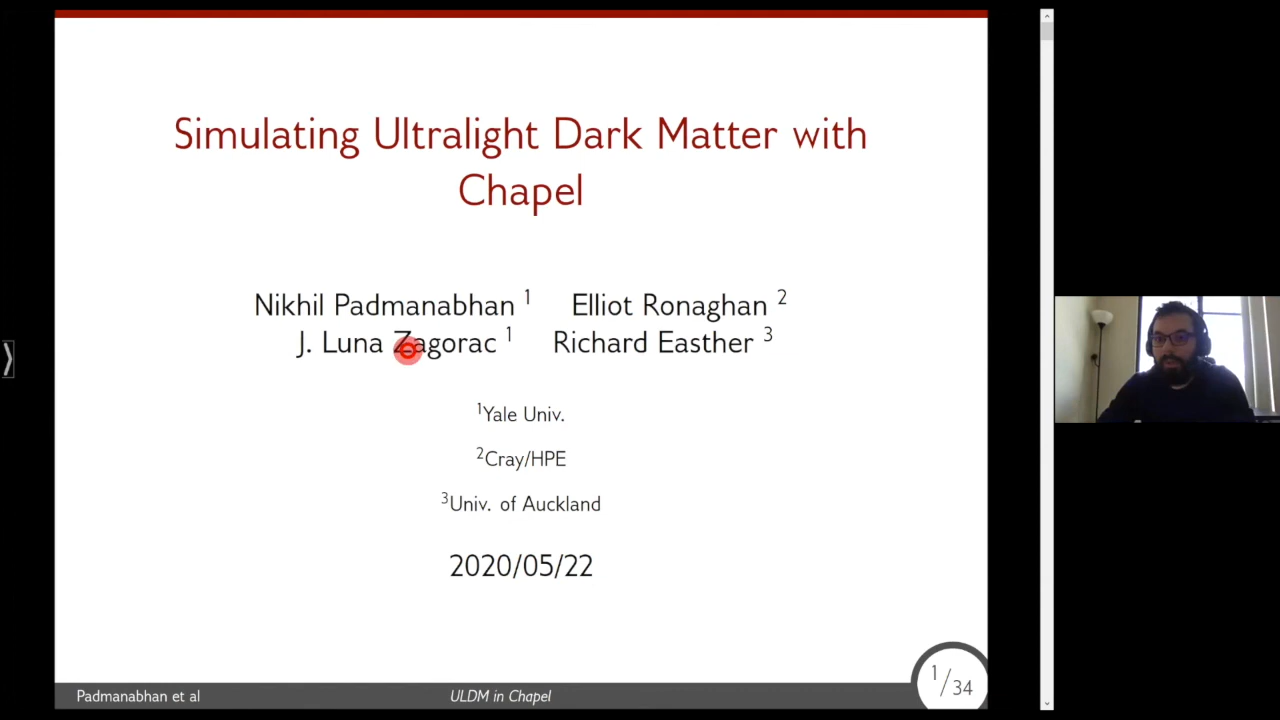 Simulating Ultralight Dark Matter with
Chapel
Nikhil Padmanabhan 1 Elliot Ronaghan 2
J. Luna Zagorac 1 Richard Easther 3
1Yale Univ.
2Cray/HPE
3Univ. of Auckland
2020/05/22
Padmanabhan et al ULDM in Chapel 1/34